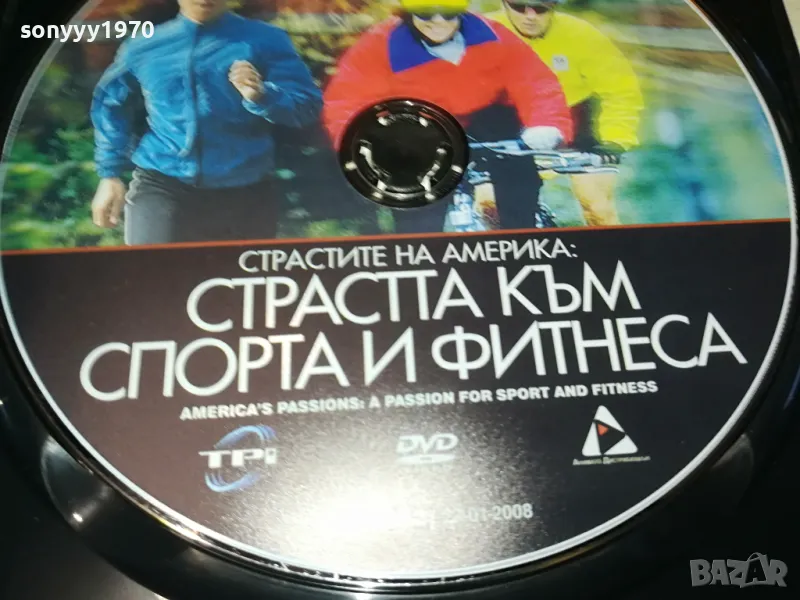 sonyyy1970
СТРАСТИТЕ НА АМЕРИКА:
СТРАСТТА КЪМ
СПОРТА И ФИТНЕСА
AMERICA'S PASSIONS: A PASSION FOR SPORT AND FITNESS
TPI
DVD
-01-2008
BAZAR